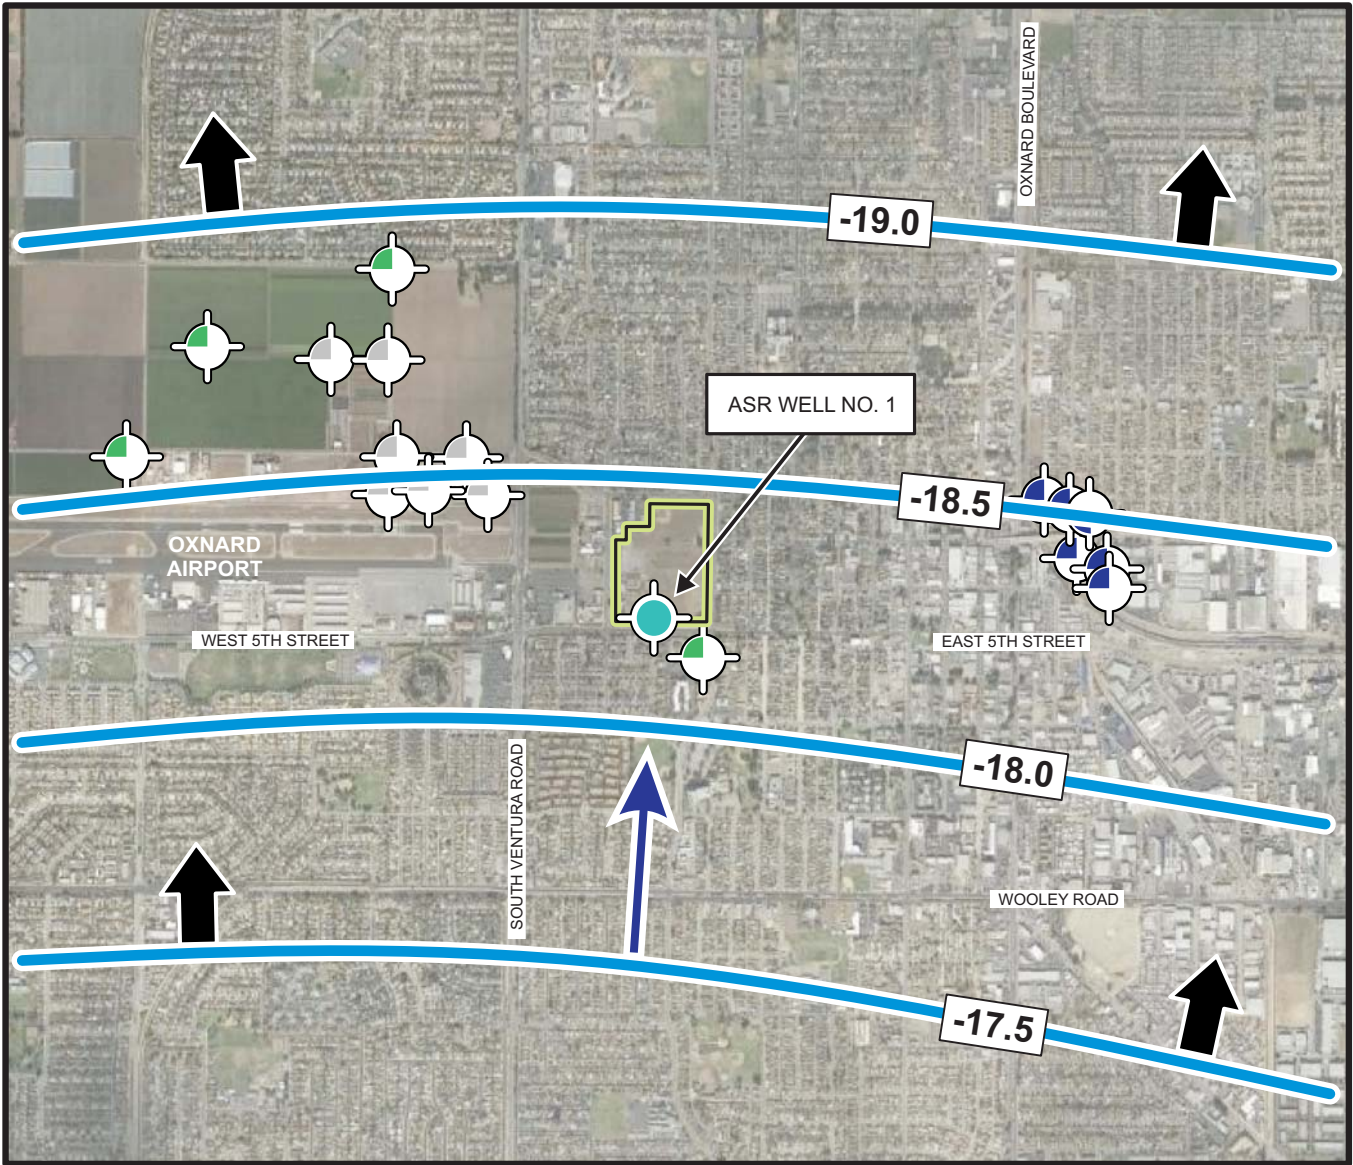 OXNARD BOULEVARD
-19.0
ASR WELL NO. 1
-18.5
OXNARD
AIRPORT
WEST 5TH STREET
EAST 5TH STREET
-18.0
SOUTH VENTURA ROAD
WOOLEY ROAD
-17.5